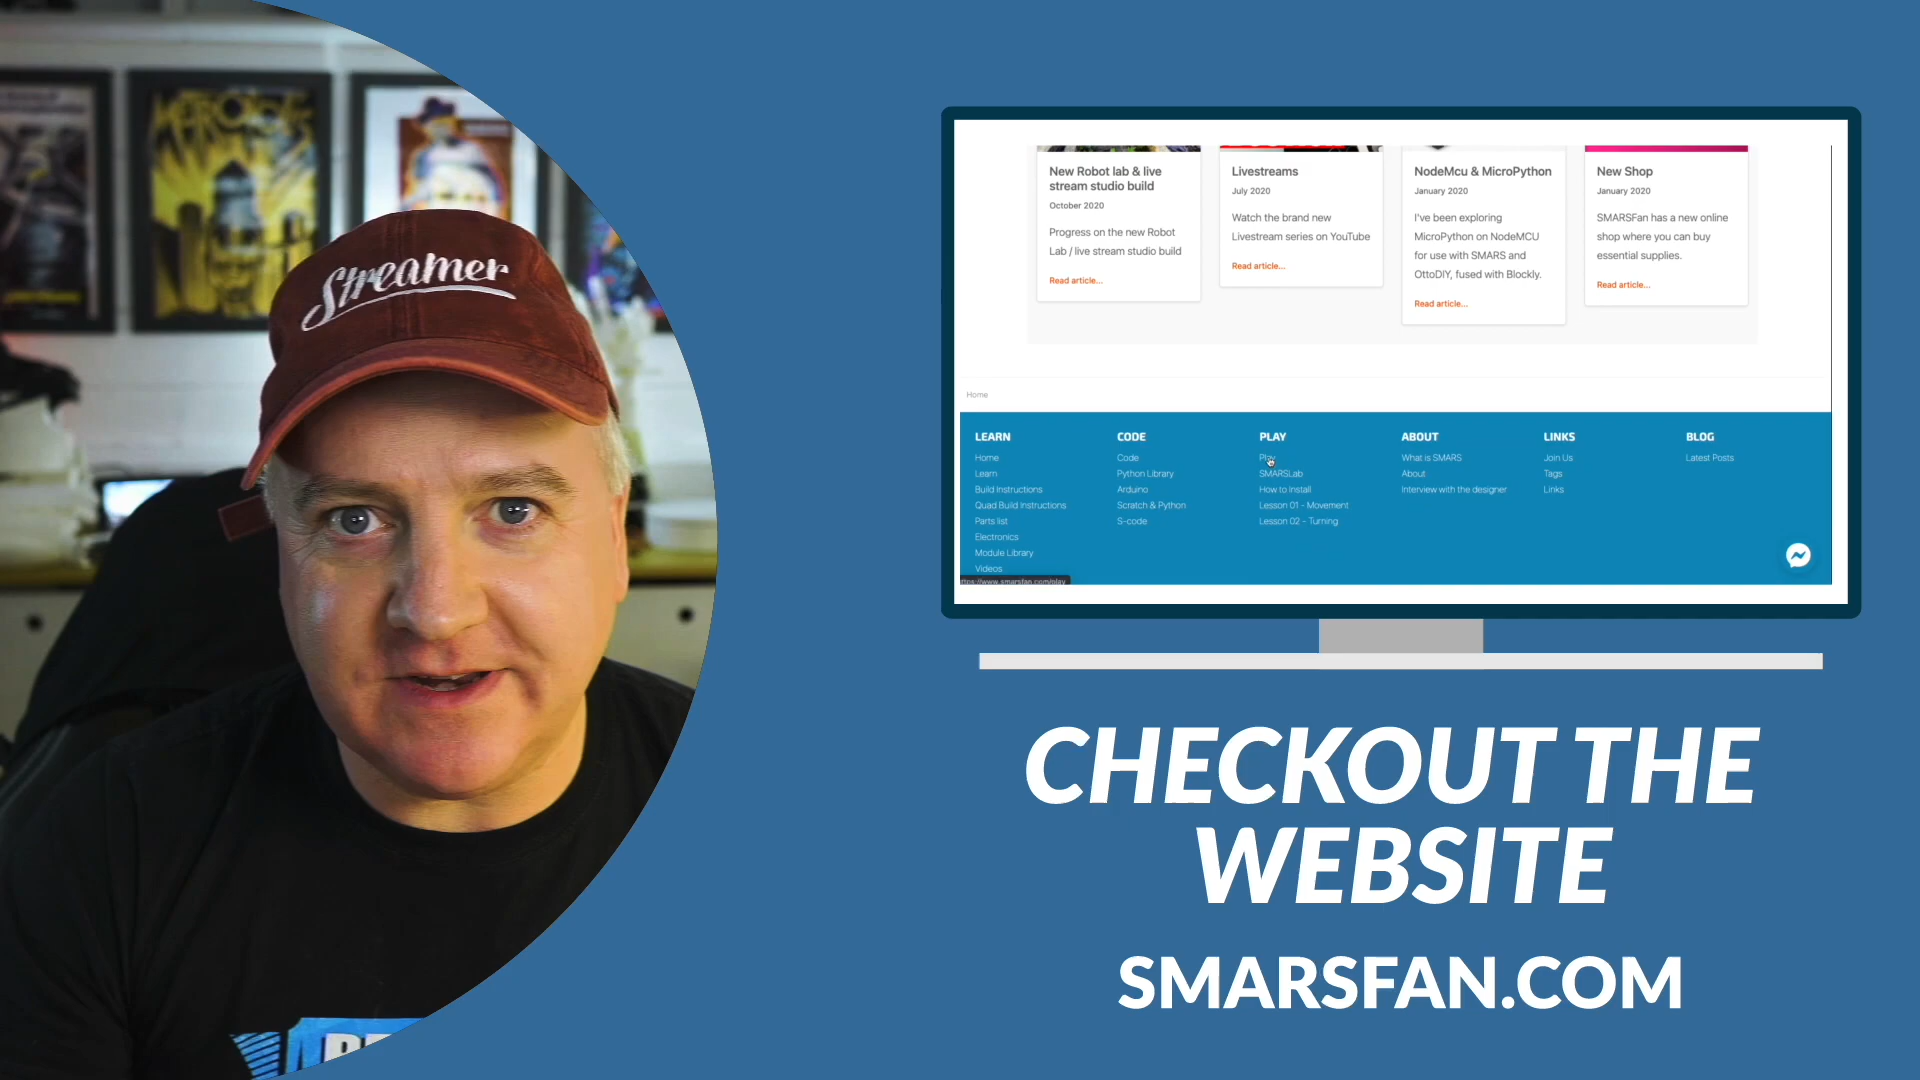 Streamer
New Robot lab & live
stream studio build
October 2020
Progress on the new Robot
Lab / live stream studio build
Read article...
Livestreams
July 2020
Watch the brand new
Livestream series on YouTube
Read article...
NodeMcu & MicroPython
January 2020
I've been exploring
MicroPython on NodeMCU
for use with SMARS and
OttoDIY, fused with Blockly.
Read article...
New Shop
January 2020
SMARSFan has a new online
shop where you can buy
essential supplies.
Read article...
Home
LEARN
Home
Learn
Build Instructions
Quad Build Instructions
Parts list
Electronics
Module Library
Videos
CODE
Code
Python Library
Arduino
Scratch & Python
S-code
PLAY
Play
SMARSLab
How to Install
Lesson 01 - Movement
Lesson 02 - Turning
ABOUT
What is SMARS
About
Interview with the designer
LINKS
Join Us
Tags
Links
BLOG
Latest Posts
https://www.smarsfan.com/play
CHECKOUT THE
WEBSITE
SMARSFAN.COM